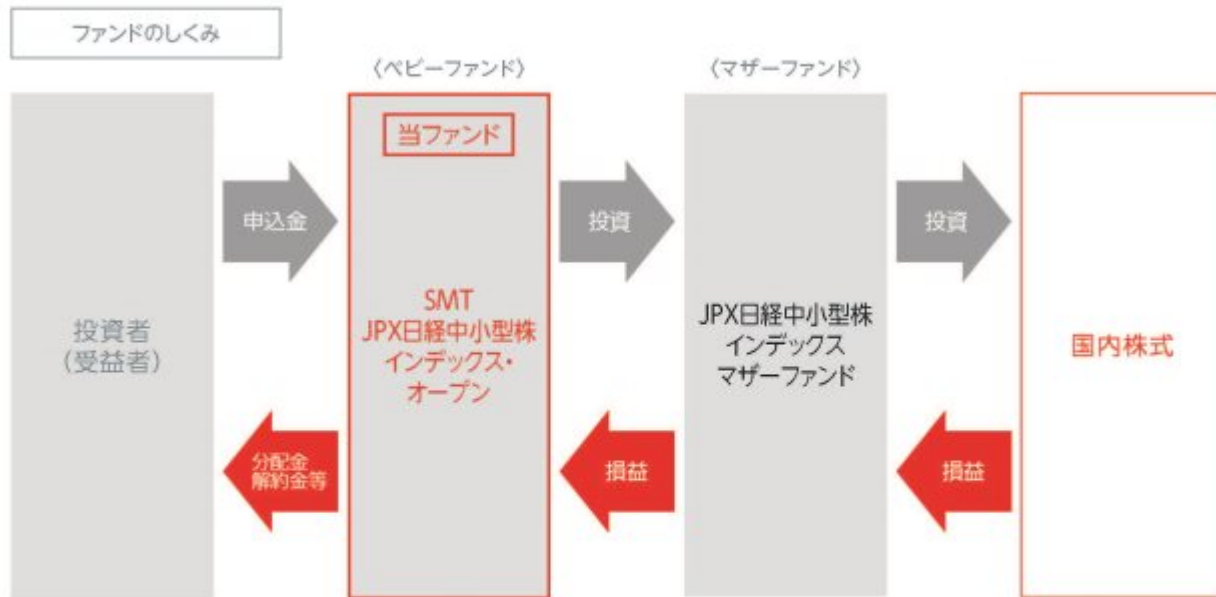 ファンドのしくみ
〈ベビーファンド〉
〈マザーファンド〉
当ファンド
申込金
投資
投資
投資者
(受益者)
SMT
JPX日経中小型株
インデックス・
オープン
JPX日経中小型株
インデックス
マザーファンド
国内株式
分配金
解約金等
損益
損益